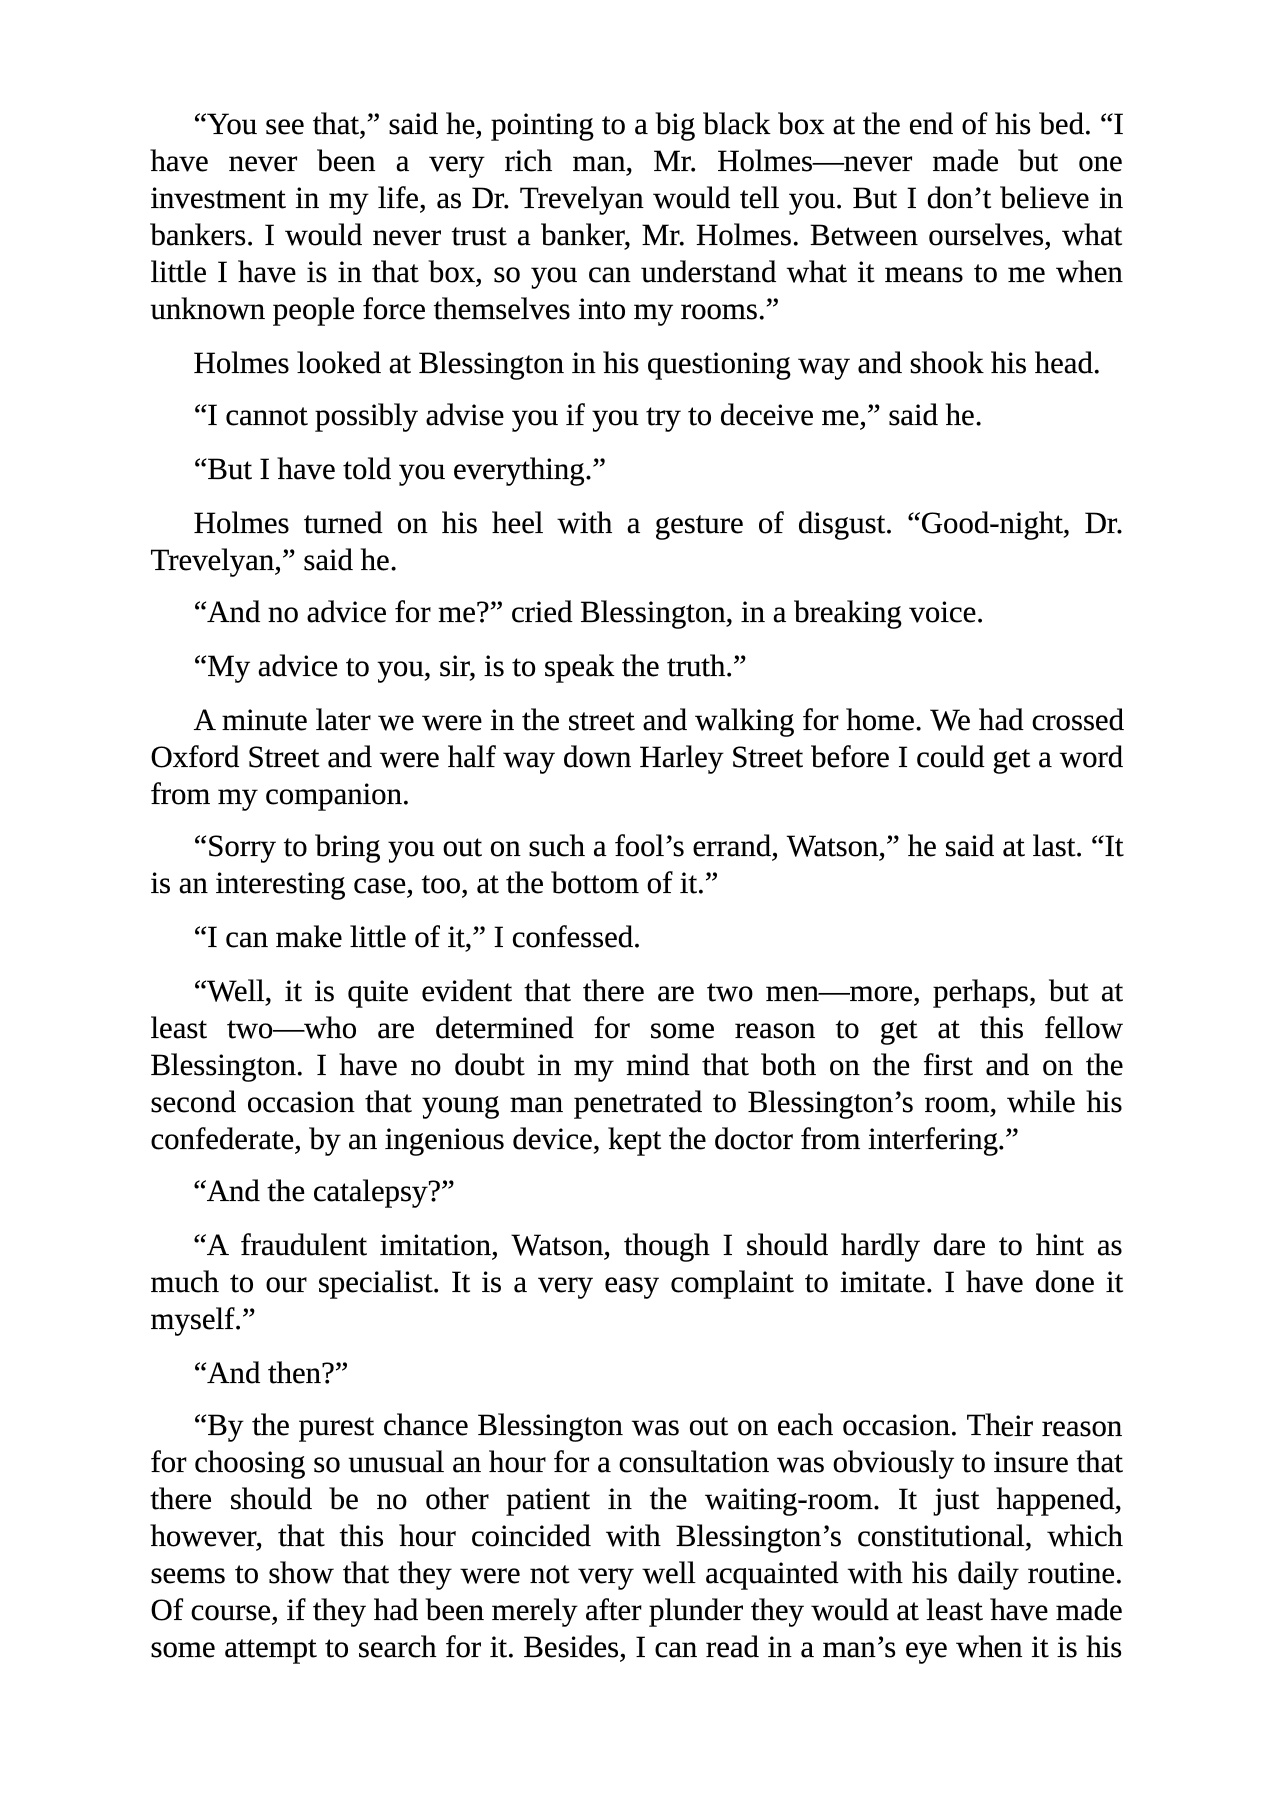 “You see that,” said he, pointing to a big black box at the end of his bed. “I
have never been a very rich man, Mr. Holmes—never made but one
investment in my life, as Dr. Trevelyan would tell you. But I don’t believe in
bankers. I would never trust a banker, Mr. Holmes. Between ourselves, what
little I have is in that box, so you can understand what it means to me when
unknown people force themselves into my rooms.”
Holmes looked at Blessington in his questioning way and shook his head.
“I cannot possibly advise you if you try to deceive me,” said he.
“But I have told you everything.”
Holmes turned on his heel with a gesture of disgust. “Good-night, Dr.
Trevelyan,” said he.
“And no advice for me?” cried Blessington, in a breaking voice.
“My advice to you, sir, is to speak the truth.”
A minute later we were in the street and walking for home. We had crossed
Oxford Street and were half way down Harley Street before I could get a word
from my companion.
“Sorry to bring you out on such a fool’s errand, Watson,” he said at last. “It
is an interesting case, too, at the bottom of it.”
“I can make little of it,” I confessed.
“Well, it is quite evident that there are two men—more, perhaps, but at
least two—who are determined for some reason to get at this fellow
Blessington. I have no doubt in my mind that both on the first and on the
second occasion that young man penetrated to Blessington’s room, while his
confederate, by an ingenious device, kept the doctor from interfering.”
“And the catalepsy?”
“A fraudulent imitation, Watson, though I should hardly dare to hint as
much to our specialist. It is a very easy complaint to imitate. I have done it
myself.”
“And then?”
“By the purest chance Blessington was out on each occasion. Their reason
for choosing so unusual an hour for a consultation was obviously to insure that
there should be no other patient in the waiting-room. It just happened,
however, that this hour coincided with Blessington’s constitutional, which
seems to show that they were not very well acquainted with his daily routine.
Of course, if they had been merely after plunder they would at least have made
some attempt to search for it. Besides, I can read in a man’s eye when it is his